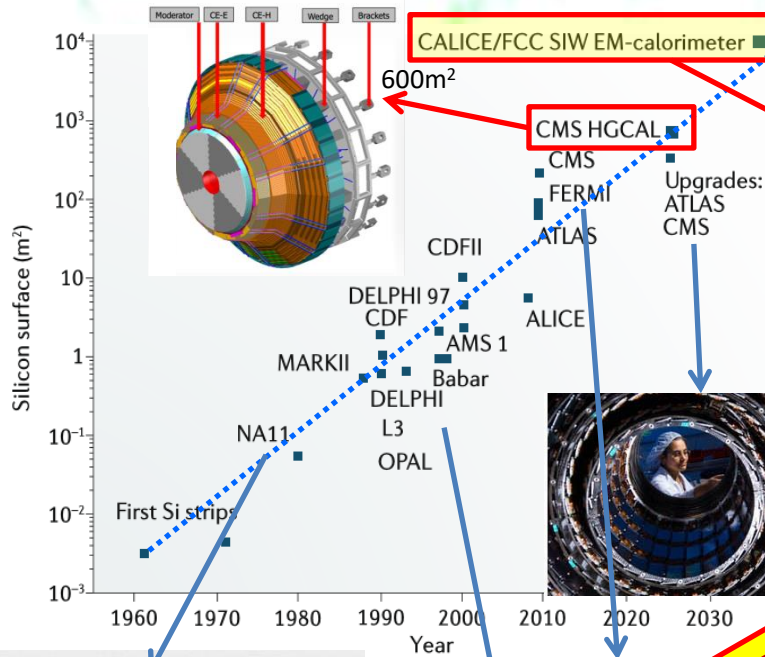 Moderator CE-E CE-H Wedge Brackets
CALICE/FCC SIW EM-calorimeter
600m²
CMS HGCAL
CMS
FERMI
ATLAS
Upgrades:
ATLAS
CMS
CDFII
DELPHI 97
CDF
ALICE
AMS 1
MARKII
Babar
DELPHI
L3
OPAL
NA11
First Si strips
Silicon surface (m²)
10⁴
10³
10²
10
1
10⁻¹
10⁻²
10⁻³
1960 1970 1980 1990 2000 2010 2020 2030
Year